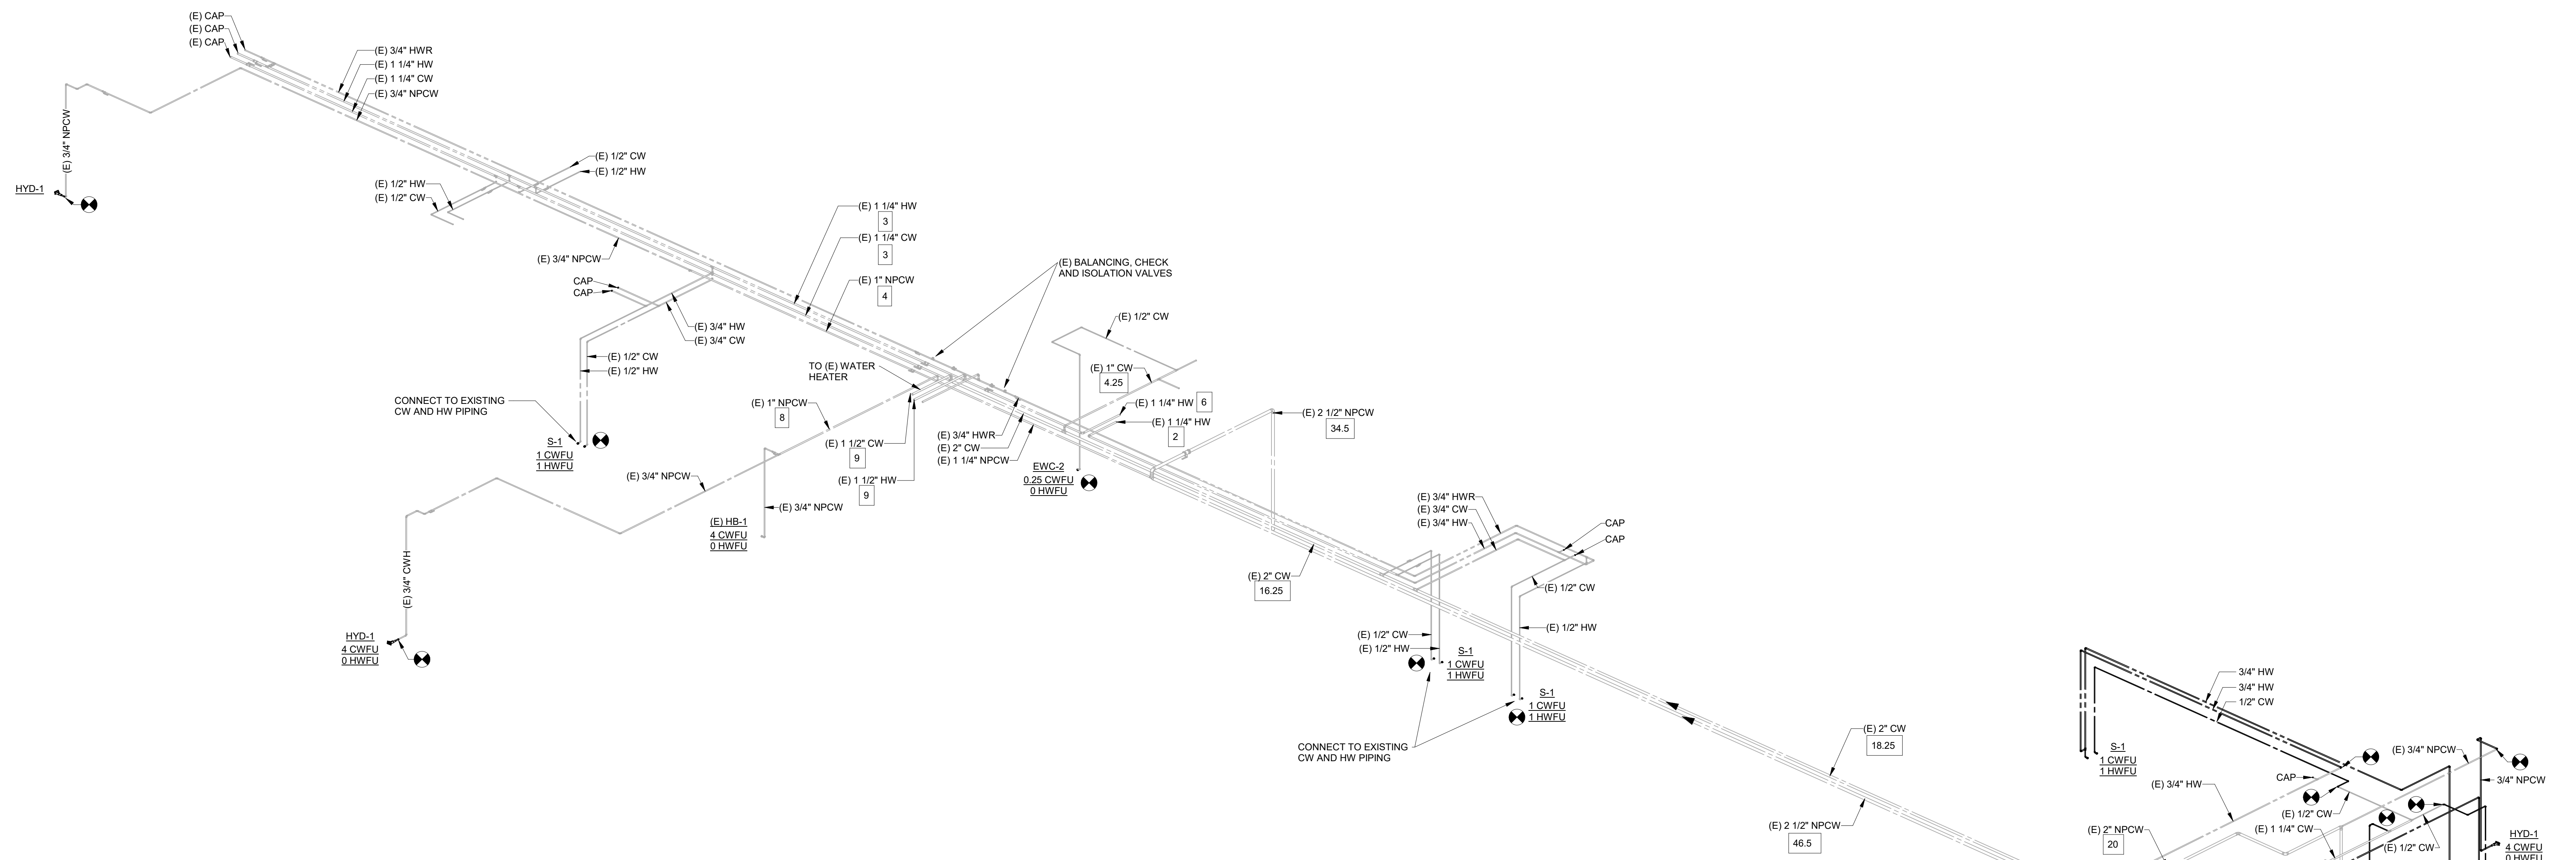 (E) CAP
(E) CAP
(E) CAP
(E) 3/4" HWR
(E) 1 1/4" HW
(E) 1 1/4" CW
(E) 3/4" NPCW
(E) 3/4" NPCW
HYD-1
(E) 1/2" CW
(E) 1/2" HW
(E) 1/2" HW
(E) 1/2" CW
(E) 1 1/4" HW
3
(E) 1 1/4" CW
3
(E) 3/4" NPCW
(E) 1" NPCW
4
(E) BALANCING, CHECK
AND ISOLATION VALVES
CAP
CAP
(E) 3/4" HW
(E) 3/4" CW
(E) 1/2" CW
(E) 1/2" HW
CONNECT TO EXISTING
CW AND HW PIPING
S-1
1 CWFU
1 HWFU
TO (E) WATER
HEATER
(E) 1/2" CW
(E) 1" CW
4.25
(E) 1 1/4" HW
6
(E) 1 1/4" HW
2
(E) 1" NPCW
8
(E) 1 1/2" CW
9
(E) 1 1/2" HW
9
(E) 3/4" HWR
(E) 2" CW
(E) 1 1/4" NPCW
EWC-2
0.25 CWFU
0 HWFU
(E) 2 1/2" NPCW
34.5
(E) 3/4" NPCW
(E) 3/4" NPCW
(E) HB-1
4 CWFU
0 HWFU
(E) 3/4" CWH
HYD-1
4 CWFU
0 HWFU
(E) 3/4" HWR
(E) 3/4" CW
(E) 3/4" HW
CAP
CAP
(E) 2" CW
16.25
(E) 1/2" CW
(E) 1/2" HW
(E) 1/2" CW
(E) 1/2" HW
S-1
1 CWFU
1 HWFU
S-1
1 CWFU
1 HWFU
CONNECT TO EXISTING
CW AND HW PIPING
(E) 2" CW
18.25
(E) 2 1/2" NPCW
46.5
3/4" HW
3/4" HW
1/2" CW
S-1
1 CWFU
1 HWFU
(E) 3/4" NPCW
CAP
3/4" NPCW
(E) 3/4" HW
(E) 1/2" CW
(E) 2" NPCW
20
(E) 1 1/4" CW
(E) 1/2" CW
HYD-1
4 CWFU
0 HWFU